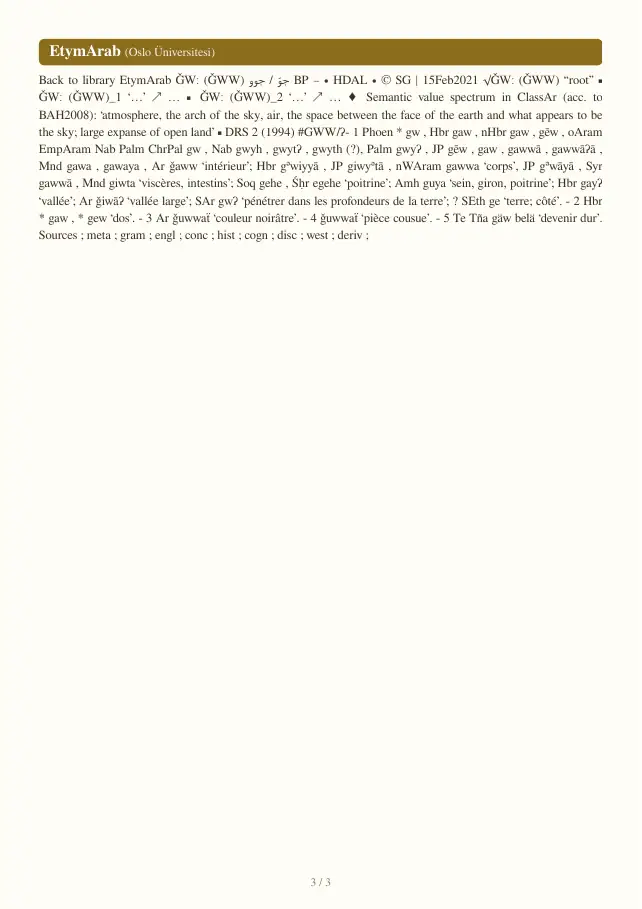 EtymArab (Oslo Üniversitesi)
Back to library EtymArab ǦW: (ǦWW) جوّ / جوو BP – • HDAL • © SG | 15Feb2021 √ǦW: (ǦWW) “root” ▪
ǦW: (ǦWW)_1 ‘…’ ↗ … ▪ ǦW: (ǦWW)_2 ‘…’ ↗ … ♦ Semantic value spectrum in ClassAr (acc. to
BAH2008): ‘atmosphere, the arch of the sky, air, the space between the face of the earth and what appears to be
the sky; large expanse of open land’ ▪ DRS 2 (1994) #GWW/ʔ- 1 Phoen * gw , Hbr gaw , nHbr gaw , gēw , oAram
EmpAram Nab Palm ChrPal gw , Nab gwyh , gwytʔ , gwyth (?), Palm gwyʔ , JP gēw , gaw , gawwā , gawwāʔā ,
Mnd gawa , gawaya , Ar ǧaww ‘intérieur’; Hbr gᵊwiyyā , JP giwyᵊtā , nWAram gawwa ‘corps’, JP gᵊwāyā , Syr
gawwā , Mnd giwta ‘viscères, intestins’; Soq gehe , Śḥr egehe ‘poitrine’; Amh guya ‘sein, giron, poitrine’; Hbr gayʔ
‘vallée’; Ar ǧiwāʔ ‘vallée large’; SAr gwʔ ‘pénétrer dans les profondeurs de la terre’; ? SEth ge ‘terre; côté’. - 2 Hbr
* gaw , * gew ‘dos’. - 3 Ar ǧuwwaẗ ‘couleur noirâtre’. - 4 ǧuwwaẗ ‘pièce cousue’. - 5 Te Tña gäw belä ‘devenir dur’.
Sources ; meta ; gram ; engl ; conc ; hist ; cogn ; disc ; west ; deriv ;
3 / 3